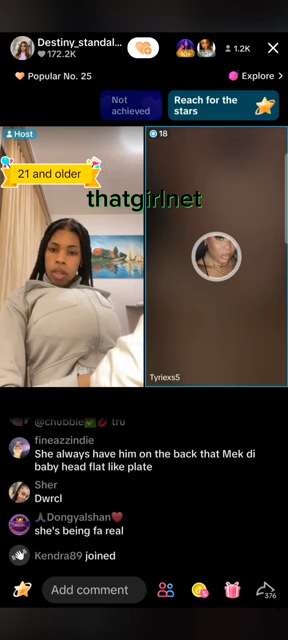 Destiny_standal...
172.2K
1.2K
Popular No. 25
Explore >
Not achieved
Reach for the stars
Host
18
21 and older
thatgirlnet
Tyriexs5
@chubbie✅💋 tru
fineazzindie
She always have him on the back that Mek di
baby head flat like plate
Sher
Dwrcl
🙏🏿Dongyalshan❤️
she's being fa real
Kendra89 joined
Add comment
376